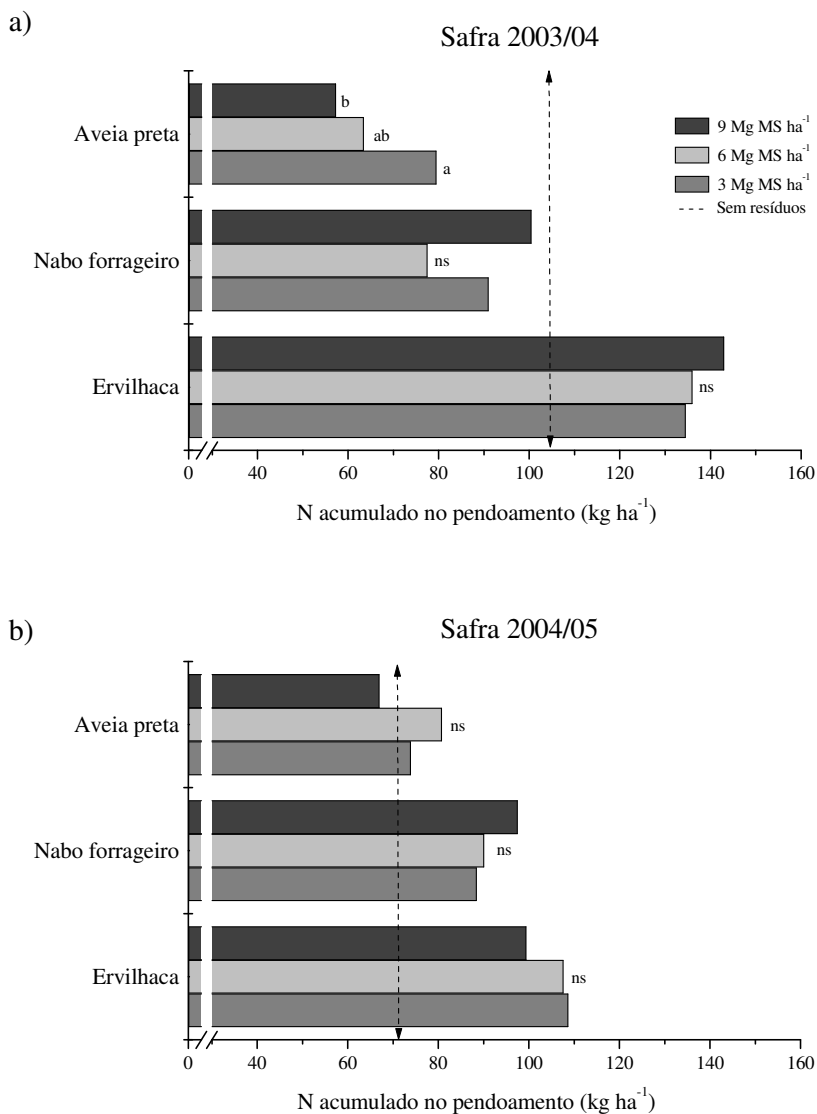 a)
Safra 2003/04
Aveia preta
b
ab
a
9 Mg MS ha⁻¹
6 Mg MS ha⁻¹
3 Mg MS ha⁻¹
Sem resíduos
Nabo forrageiro
ns
Ervilhaca
ns
0 40 60 80 100 120 140 160
N acumulado no pendoamento (kg ha⁻¹)
b)
Safra 2004/05
Aveia preta
ns
Nabo forrageiro
ns
Ervilhaca
ns
0 40 60 80 100 120 140 160
N acumulado no pendoamento (kg ha⁻¹)